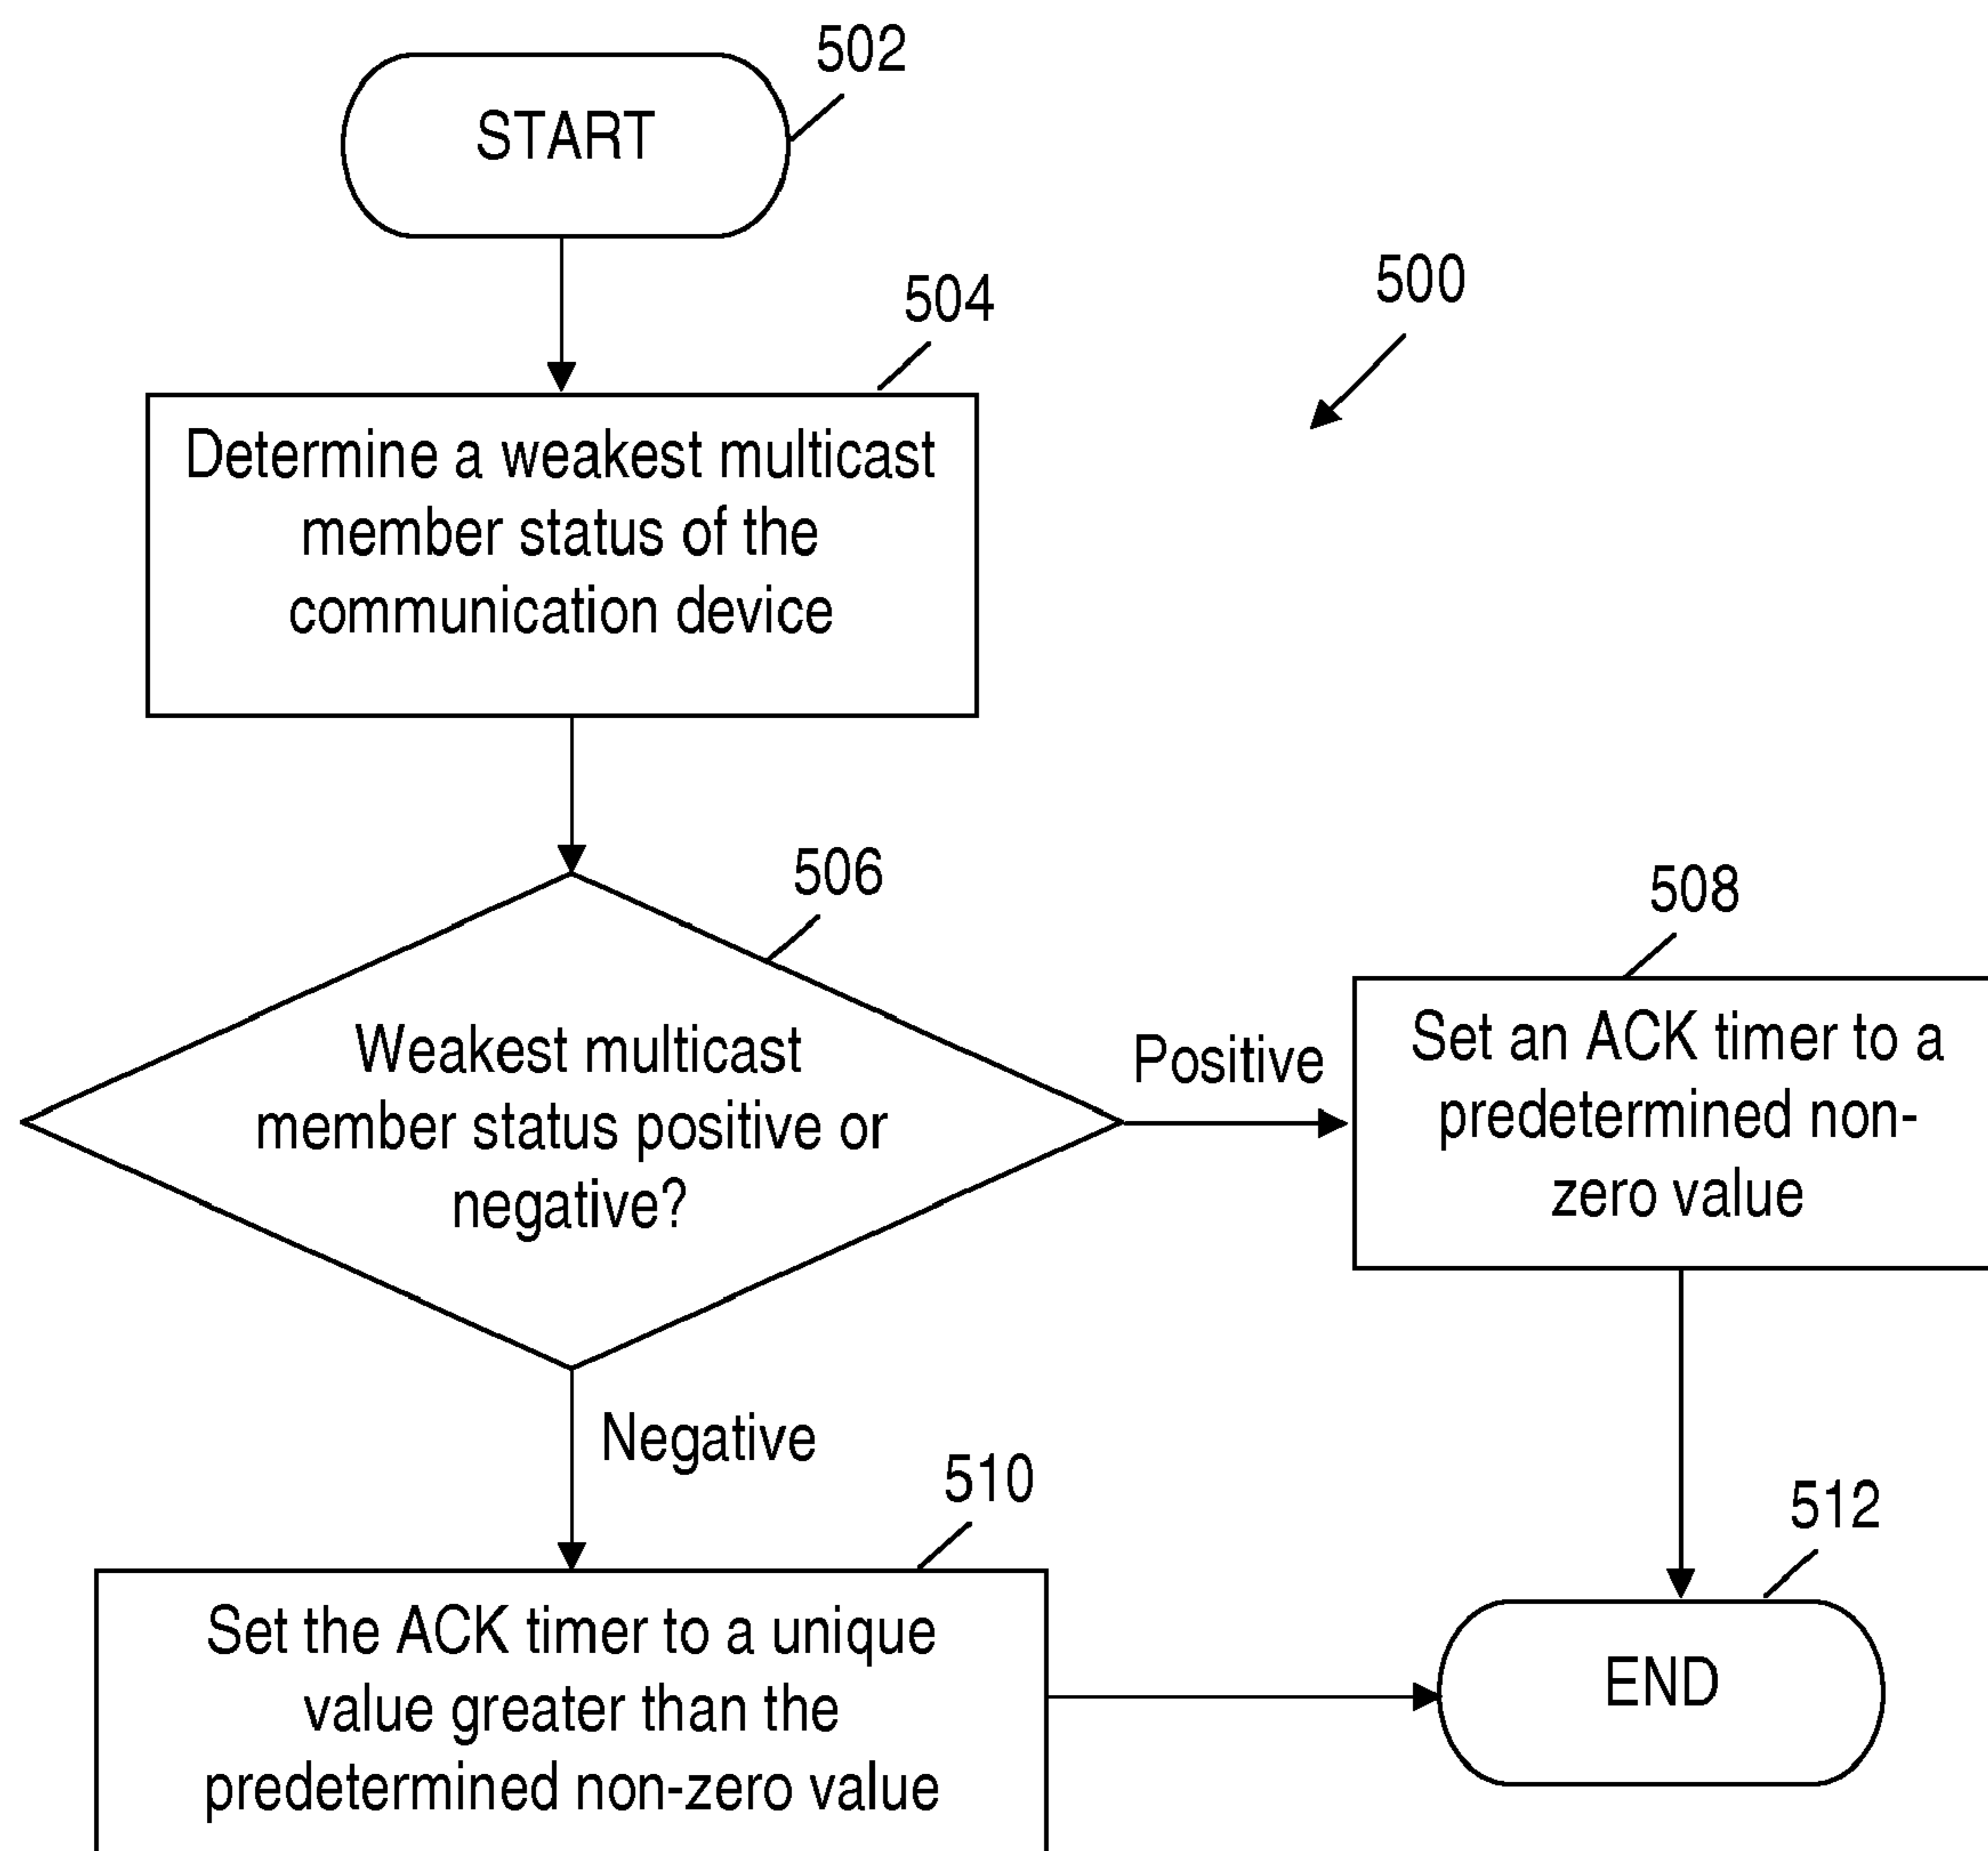 502
START
504
500
Determine a weakest multicast
member status of the
communication device
506
508
Weakest multicast
member status positive or
negative?
Positive
Set an ACK timer to a
predetermined non-
zero value
Negative
510
512
Set the ACK timer to a unique
value greater than the
predetermined non-zero value
END